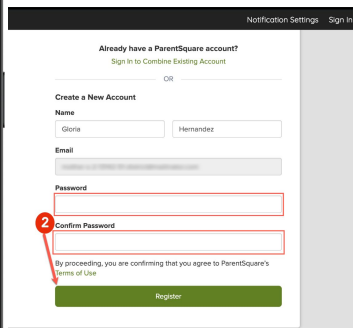 Notification Settings Sign In
Already have a ParentSquare account?
Sign In to Combine Existing Account
OR
Create a New Account
Name
Gloria Hernandez
Email
Password
2
Confirm Password
By proceeding, you are confirming that you agree to ParentSquare's
Terms of Use
Register